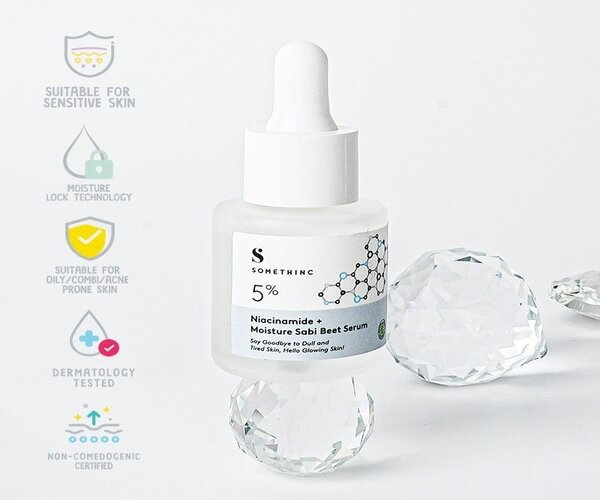 SUITABLE FOR
SENSITIVE SKIN
MOISTURE
LOCK TECHNOLOGY
SUITABLE FOR
OILY/COMBI/ACNE
PRONE SKIN
DERMATOLOGY
TESTED
NON-COMEDOGENIC
CERTIFIED
S
SOMETHINC
5%
Niacinamide +
Moisture Sabi Beet Serum
Say Goodbye to Dull and
Tired Skin, Hello Glowing Skin!